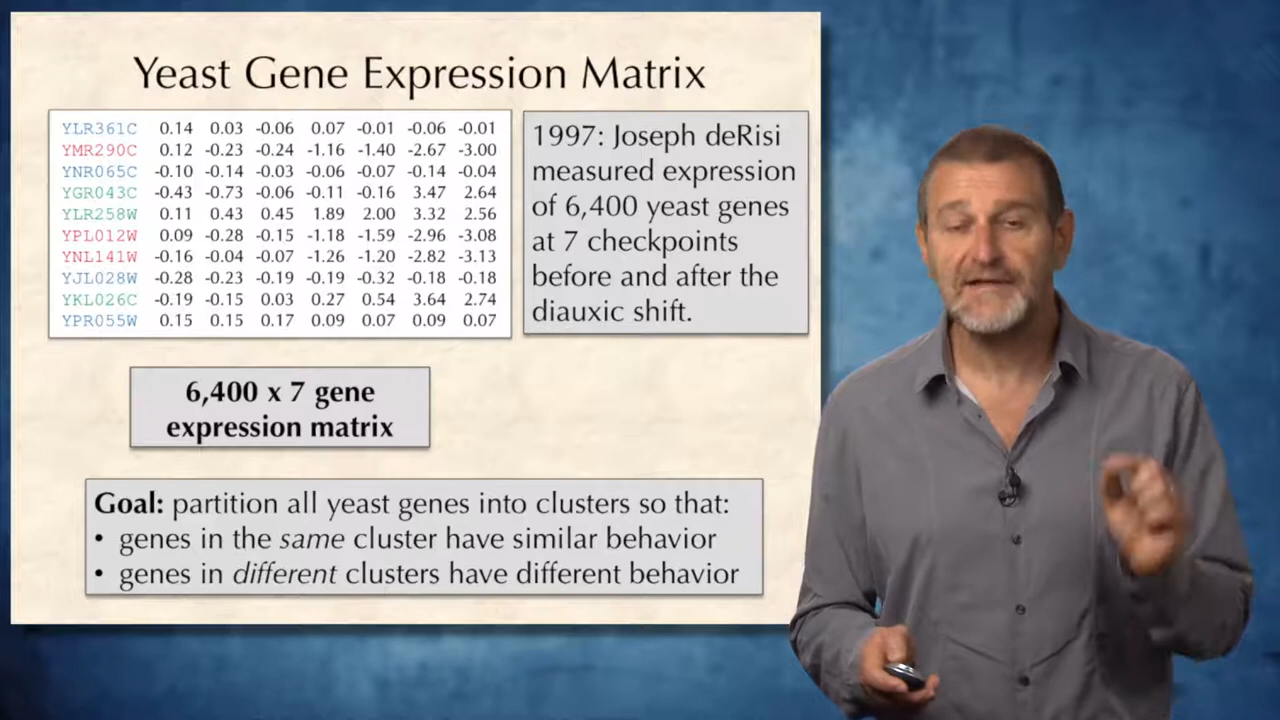 Yeast Gene Expression Matrix
YLR361C 0.14 0.03 -0.06 0.07 -0.01 -0.06 -0.01
YMR290C 0.12 -0.23 -0.24 -1.16 -1.40 -2.67 -3.00
YNR065C -0.10 -0.14 -0.03 -0.06 -0.07 -0.14 -0.04
YGR043C -0.43 -0.73 -0.06 -0.11 -0.16 3.47 2.64
YLR258W 0.11 0.43 0.45 1.89 2.00 3.32 2.56
YPL012W 0.09 -0.28 -0.15 -1.18 -1.59 -2.96 -3.08
YNL141W -0.16 -0.04 -0.07 -1.26 -1.20 -2.82 -3.13
YJL028W -0.28 -0.23 -0.19 -0.19 -0.32 -0.18 -0.18
YKL026C -0.19 -0.15 0.03 0.27 0.54 3.64 2.74
YPR055W 0.15 0.15 0.17 0.09 0.07 0.09 0.07
1997: Joseph deRisi
measured expression
of 6,400 yeast genes
at 7 checkpoints
before and after the
diauxic shift.
6,400 x 7 gene
expression matrix
Goal: partition all yeast genes into clusters so that:
• genes in the same cluster have similar behavior
• genes in different clusters have different behavior